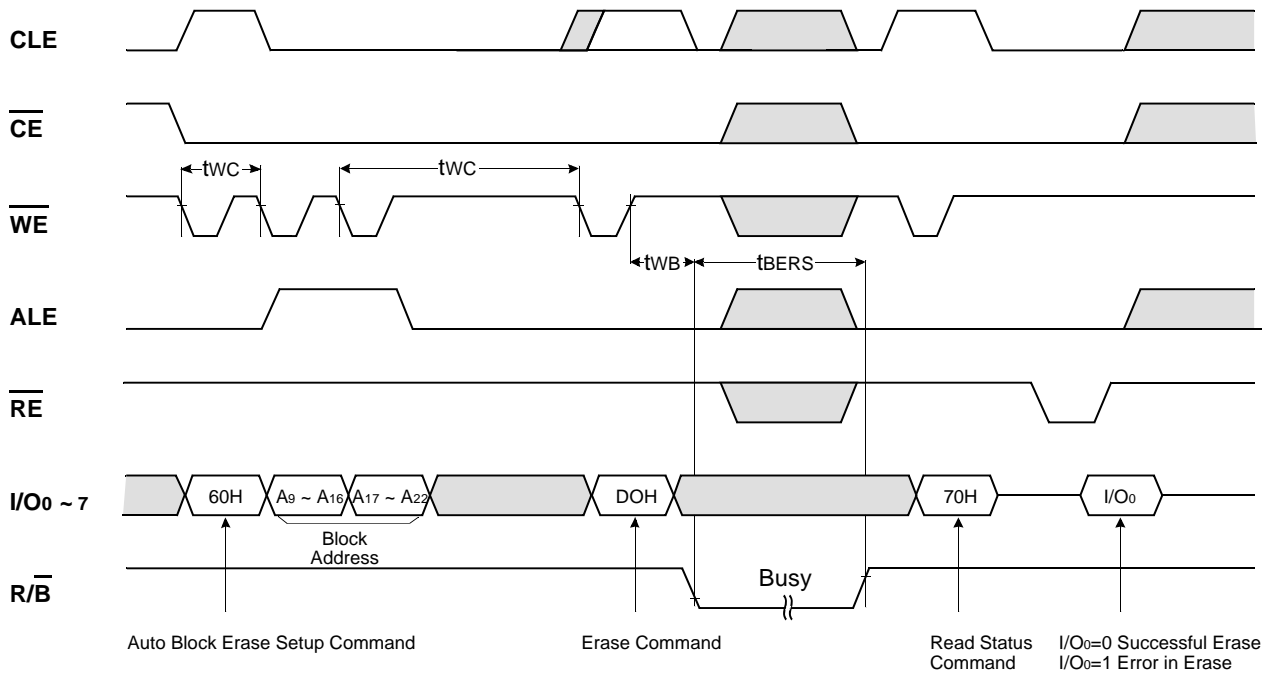 CLE
CE
tWC
tWC
WE
tWB
tBERS
ALE
RE
I/O0 ~ 7
60H
A9 ~ A16
A17 ~ A22
DOH
70H
I/O0
Block
Address
R/B
Busy
Auto Block Erase Setup Command
Erase Command
Read Status
Command
I/O0=0 Successful Erase
I/O0=1 Error in Erase